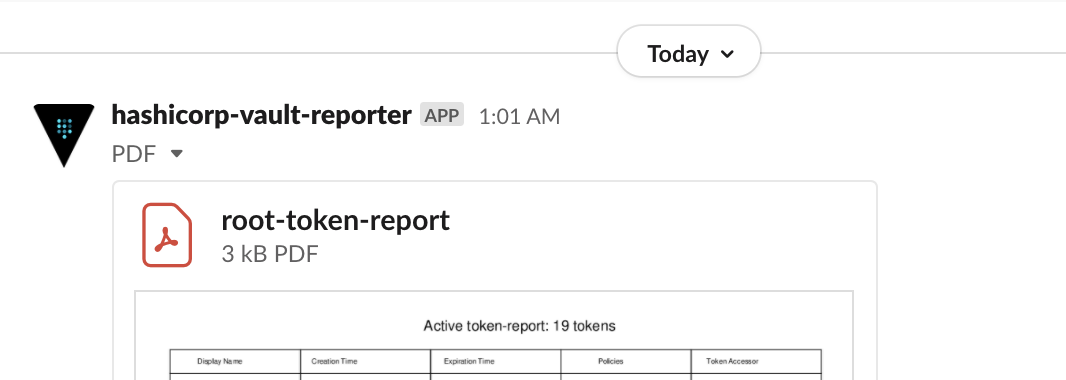 Today
hashicorp-vault-reporter APP 1:01 AM
PDF
root-token-report
3 kB PDF
Active token-report: 19 tokens
Display Name Creation Time Expiration Time Policies Token Accessor